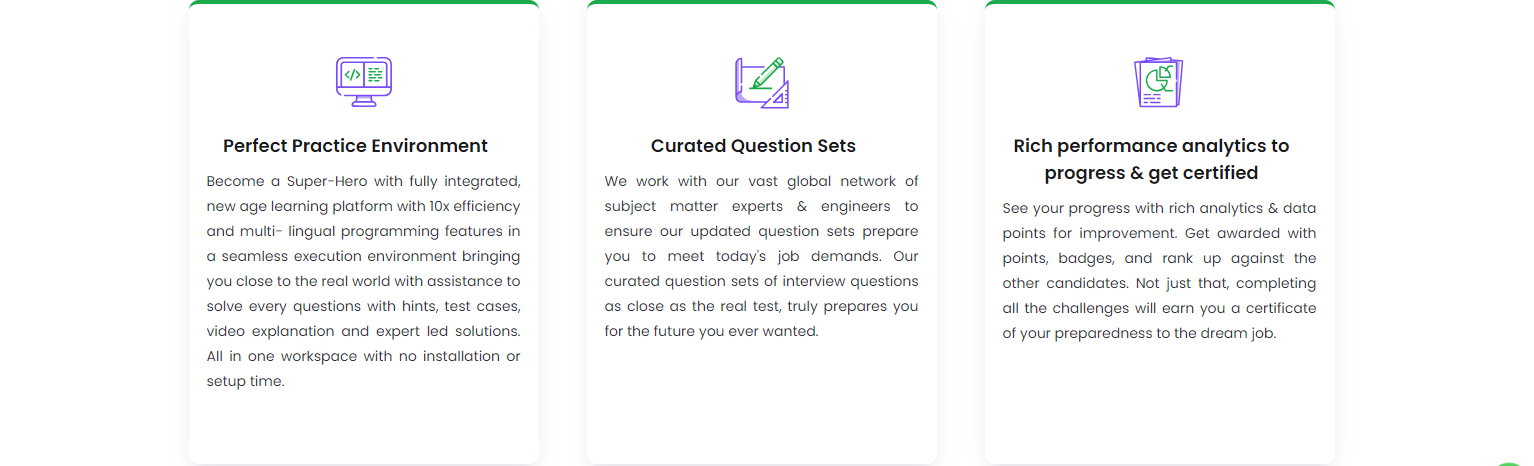 </>
Perfect Practice Environment
Become a Super-Hero with fully integrated,
new age learning platform with 10x efficiency
and multi- lingual programming features in
a seamless execution environment bringing
you close to the real world with assistance to
solve every questions with hints, test cases,
video explanation and expert led solutions.
All in one workspace with no installation or
setup time.
Curated Question Sets
We work with our vast global network of
subject matter experts & engineers to
ensure our updated question sets prepare
you to meet today's job demands. Our
curated question sets of interview questions
as close as the real test, truly prepares you
for the future you ever wanted.
Rich performance analytics to
progress & get certified
See your progress with rich analytics & data
points for improvement. Get awarded with
points, badges, and rank up against the
other candidates. Not just that, completing
all the challenges will earn you a certificate
of your preparedness to the dream job.